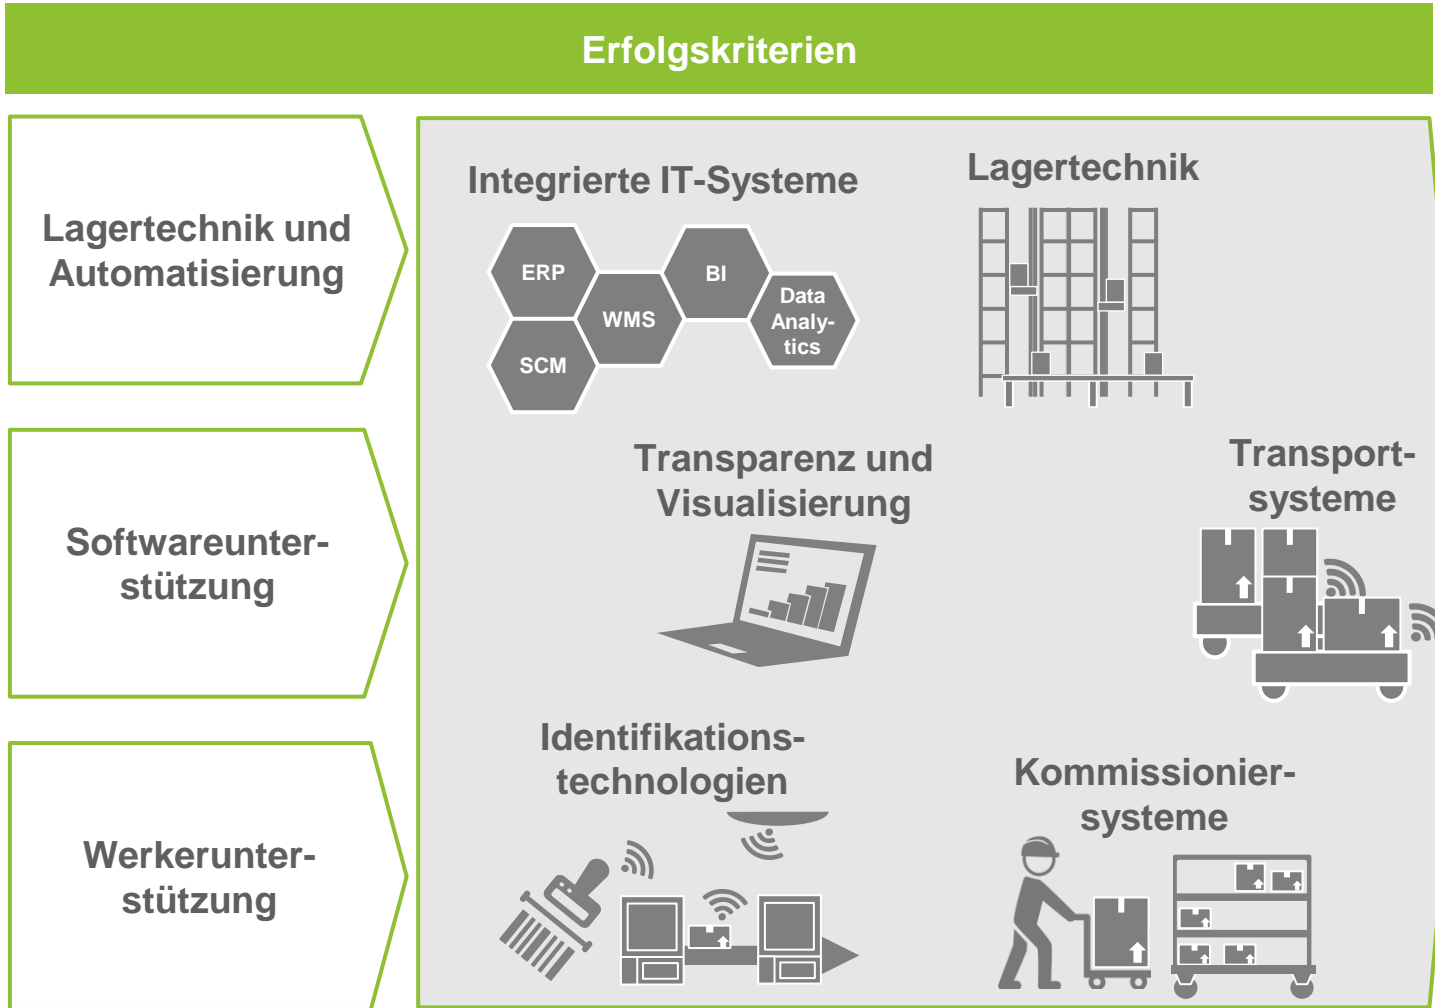 Erfolgskriterien
Lagertechnik und
Automatisierung
Softwareunter-
stützung
Werkerunter-
stützung
Integrierte IT-Systeme
ERP
SCM
WMS
BI
Data
Analy-
tics
Lagertechnik
Transparenz und
Visualisierung
Transport-
systeme
Identifikations-
technologien
Kommissionier-
systeme